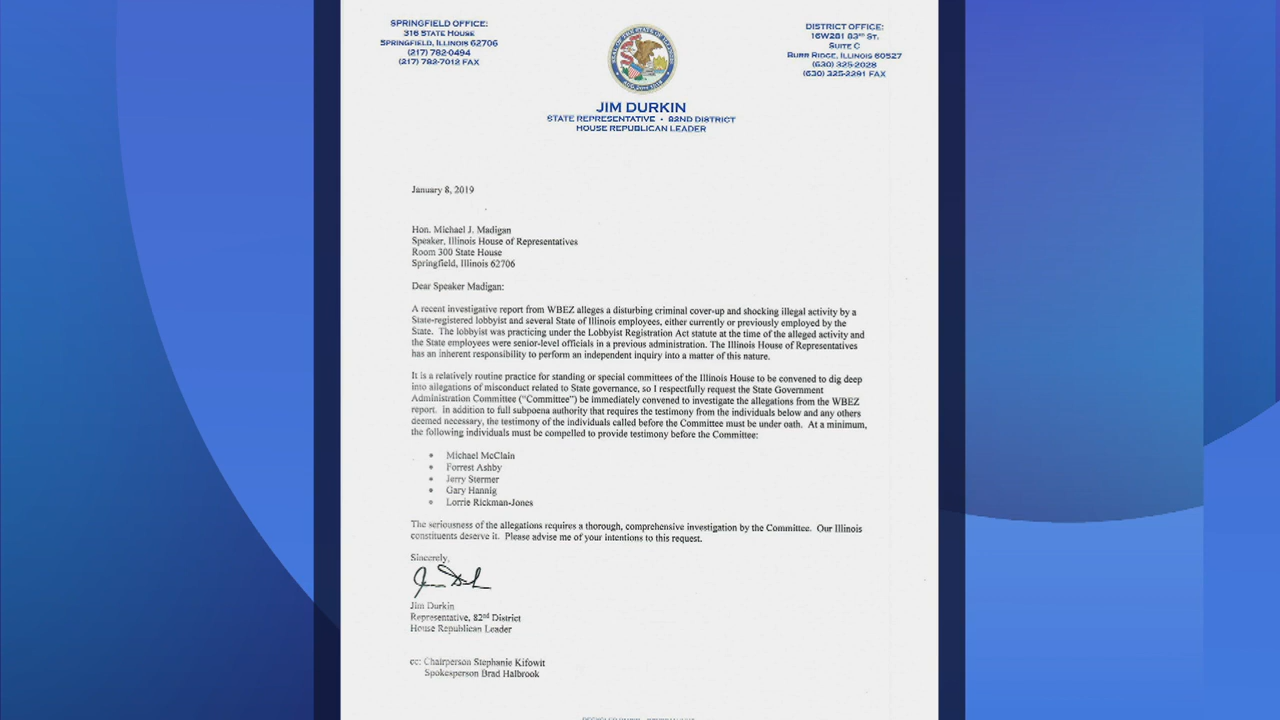 SPRINGFIELD OFFICE:
316 STATE HOUSE
SPRINGFIELD, ILLINOIS 62706
(217) 782-0494
(217) 782-7012 FAX
DISTRICT OFFICE:
16W281 83RD ST.
SUITE C
BURR RIDGE, ILLINOIS 60527
(630) 325-2028
(630) 325-2291 FAX
JIM DURKIN
STATE REPRESENTATIVE • 82ND DISTRICT
HOUSE REPUBLICAN LEADER
January 8, 2019
Hon. Michael J. Madigan
Speaker, Illinois House of Representatives
Room 300 State House
Springfield, Illinois 62706
Dear Speaker Madigan:
A recent investigative report from WBEZ alleges a disturbing criminal cover-up and shocking illegal activity by a
State-registered lobbyist and several State of Illinois employees, either currently or previously employed by the
State. The lobbyist was practicing under the Lobbyist Registration Act statute at the time of the alleged activity and
the State employees were senior-level officials in a previous administration. The Illinois House of Representatives
has an inherent responsibility to perform an independent inquiry into a matter of this nature.
It is a relatively routine practice for standing or special committees of the Illinois House to be convened to dig deep
into allegations of misconduct related to State governance, so I respectfully request the State Government
Administration Committee ("Committee") be immediately convened to investigate the allegations from the WBEZ
report. In addition to full subpoena authority that requires the testimony from the individuals below and any others
deemed necessary, the testimony of the individuals called before the Committee must be under oath. At a minimum,
the following individuals must be compelled to provide testimony before the Committee:
• Michael McClain
• Forrest Ashby
• Jerry Stermer
• Gary Hannig
• Lorrie Rickman-Jones
The seriousness of the allegations requires a thorough, comprehensive investigation by the Committee. Our Illinois
constituents deserve it. Please advise me of your intentions to this request.
Sincerely,
Jim Durkin
Representative, 82nd District
House Republican Leader
cc: Chairperson Stephanie Kifowit
Spokesperson Brad Halbrook